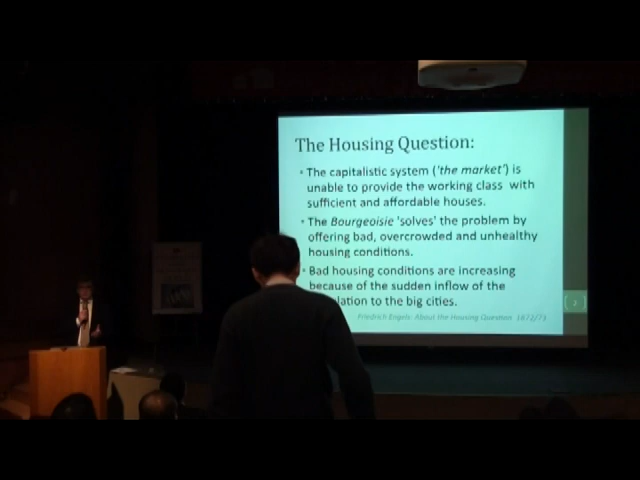 The Housing Question:
• The capitalistic system ('the market') is
unable to provide the working class with
sufficient and affordable houses.
• The Bourgeoisie 'solves' the problem by
offering bad, overcrowded and unhealthy
housing conditions.
• Bad housing conditions are increasing
because of the sudden inflow of the
lation to the big cities.
Friedrich Engels: About the Housing Question 1872/73
2